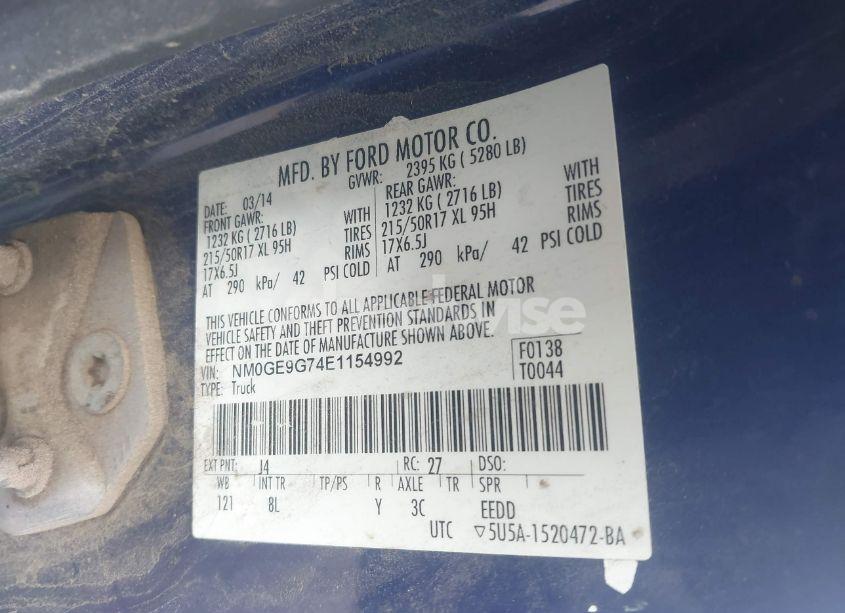 MFD. BY FORD MOTOR CO.
DATE: 03/14 GVWR: 2395 KG ( 5280 LB)
FRONT GAWR: REAR GAWR:
1232 KG ( 2716 LB) WITH 1232 KG ( 2716 LB) WITH
215/50R17 XL 95H TIRES 215/50R17 XL 95H TIRES
17X6.5J RIMS 17X6.5J RIMS
AT 290 kPa/ 42 PSI COLD AT 290 kPa/ 42 PSI COLD
THIS VEHICLE CONFORMS TO ALL APPLICABLE FEDERAL MOTOR
VEHICLE SAFETY AND THEFT PREVENTION STANDARDS IN
EFFECT ON THE DATE OF MANUFACTURE SHOWN ABOVE.
VIN: NM0GE9G74E1154992 F0138
TYPE: Truck T0044
EXT PNT: J4 RC: 27 DSO:
WB INT TR TP/PS R AXLE TR SPR
121 8L Y 3C EEDD
UTC ▽5U5A-1520472-BA